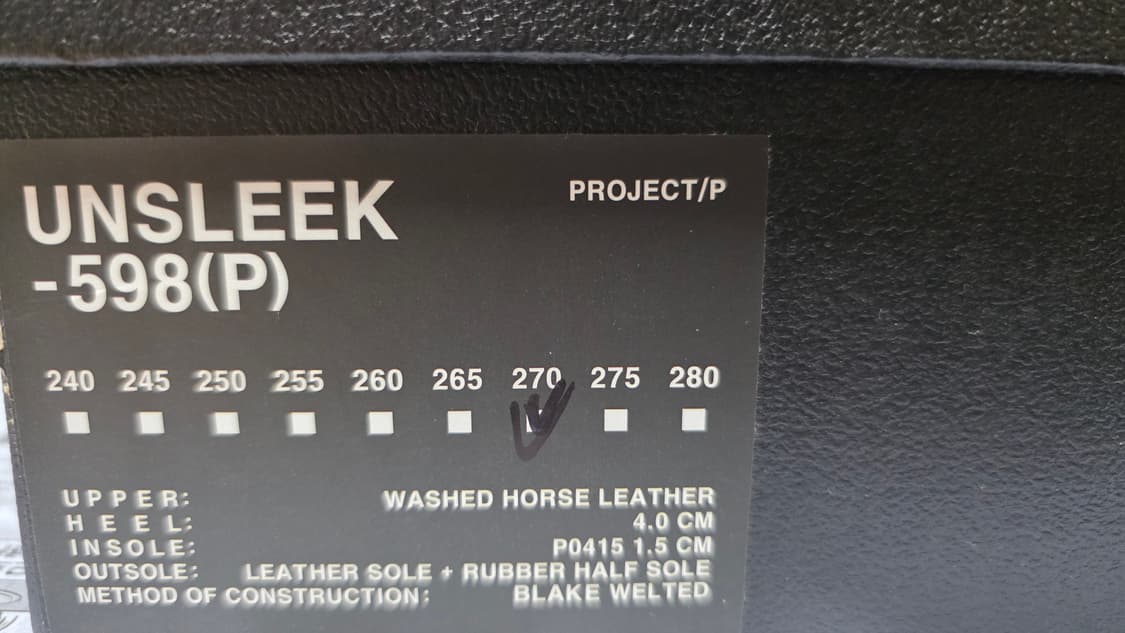 UNSLEEK PROJECT/P
-598(P)
240 245 250 255 260 265 270 275 280
UPPER: WASHED HORSE LEATHER
HEEL: 4.0 CM
INSOLE: P0415 1.5 CM
OUTSOLE: LEATHER SOLE + RUBBER HALF SOLE
METHOD OF CONSTRUCTION: BLAKE WELTED